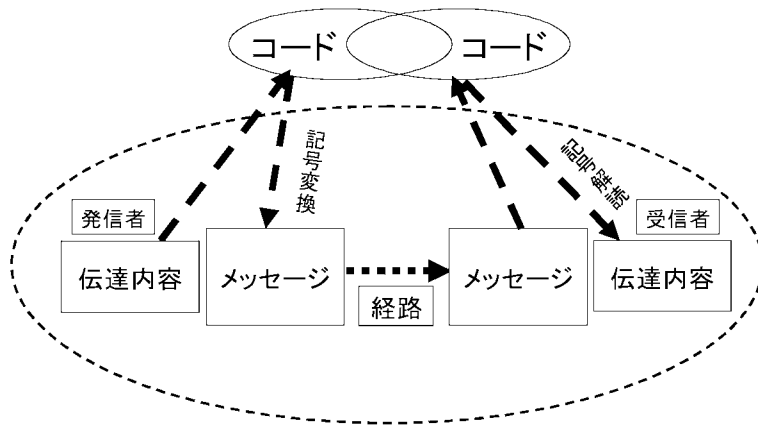 コード
コード
記号変換
記号解読
発信者
受信者
伝達内容
メッセージ
メッセージ
伝達内容
経路